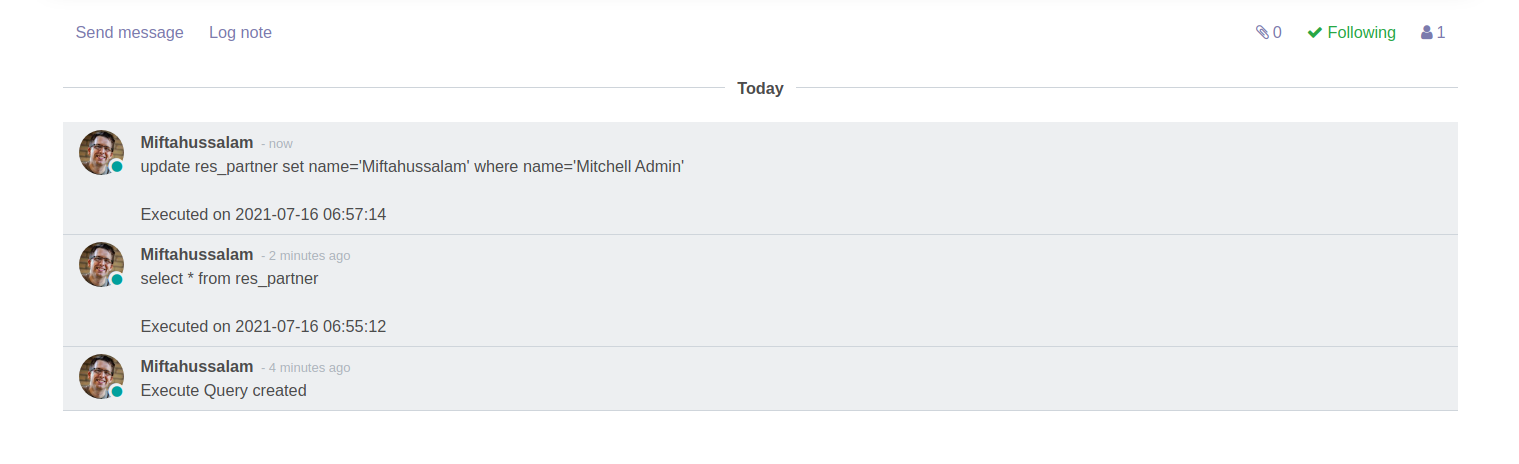 Send message Log note 0 Following 1
Today
Miftahussalam - now
update res_partner set name='Miftahussalam' where name='Mitchell Admin'
Executed on 2021-07-16 06:57:14
Miftahussalam - 2 minutes ago
select * from res_partner
Executed on 2021-07-16 06:55:12
Miftahussalam - 4 minutes ago
Execute Query created